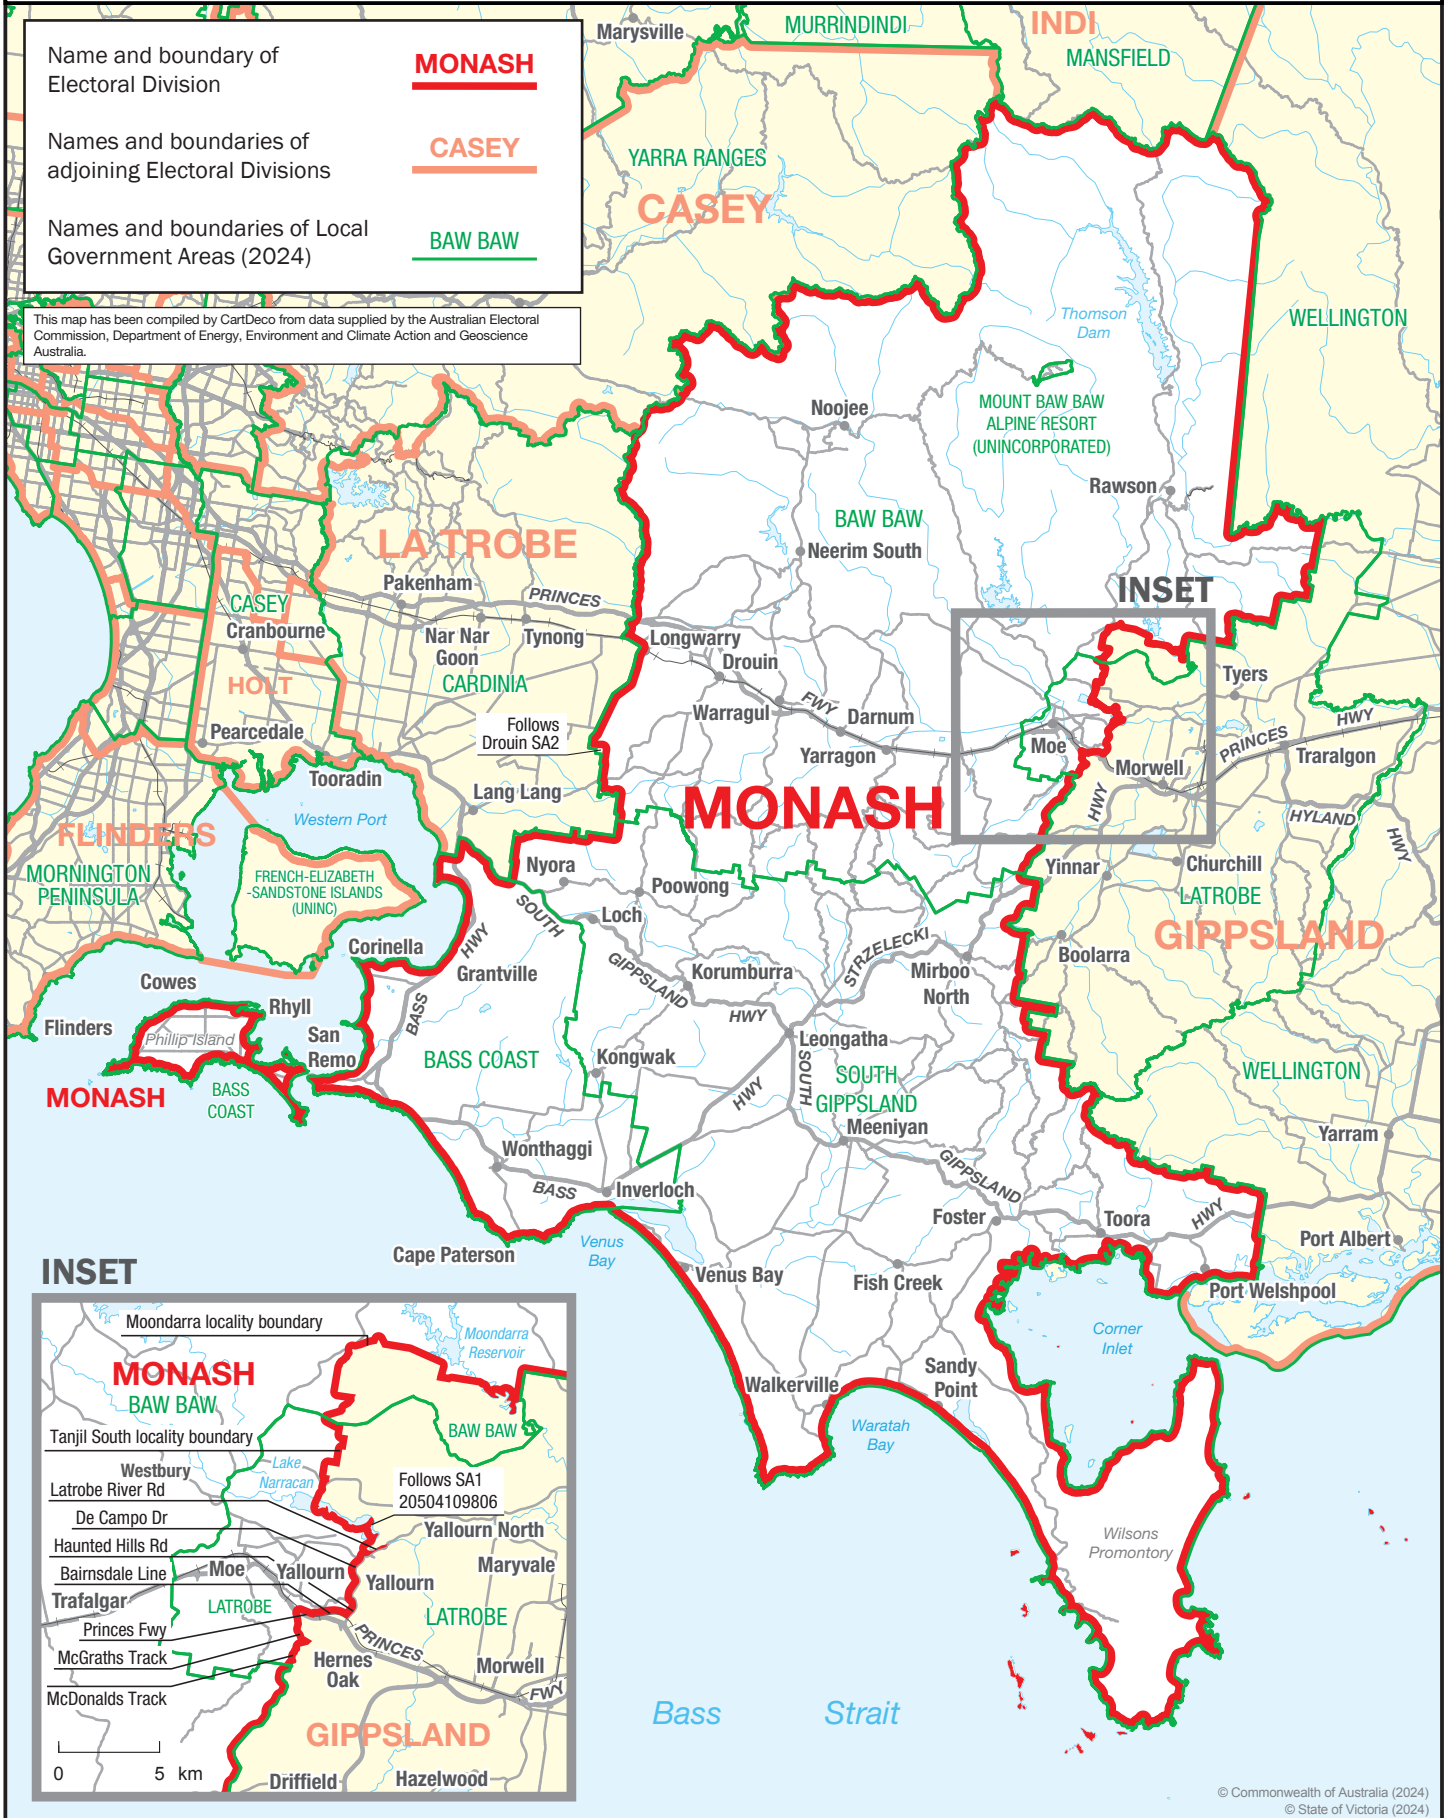 Name and boundary of
Electoral Division
MONASH
Names and boundaries of
adjoining Electoral Divisions
CASEY
Names and boundaries of Local
Government Areas (2024)
BAW BAW
This map has been compiled by CartDeco from data supplied by the Australian Electoral
Commission, Department of Energy, Environment and Climate Action and Geoscience
Australia.
Marysville
MURRINDINDI
INDI
MANSFIELD
YARRA RANGES
CASEY
Thomson
Dam
WELLINGTON
Noojee
MOUNT BAW BAW
ALPINE RESORT
(UNINCORPORATED)
Rawson
BAW BAW
Neerim South
LA TROBE
Pakenham
PRINCES
INSET
CASEY
Cranbourne
Nar Nar
Goon
Tynong
Longwarry
Drouin
HOLT
CARDINIA
Tyers
Warragul
FWY
Darnum
Follows
Drouin SA2
Yarragon
Moe
Morwell
PRINCES
HWY
Traralgon
Pearcedale
Tooradin
Lang Lang
Western Port
MONASH
HWY
HYLAND
HWY
FLINDERS
MORNINGTON
PENINSULA
FRENCH-ELIZABETH
-SANDSTONE ISLANDS
(UNINC)
Nyora
Poowong
Yinnar
Churchill
LATROBE
GIPPSLAND
SOUTH
Loch
Boolarra
Corinella
HWY
Grantville
GIPPSLAND
Korumburra
STRZELECKI
Mirboo
North
Cowes
Rhyll
BASS
HWY
Flinders
Phillip Island
San
Remo
Leongatha
MONASH
BASS
COAST
BASS COAST
Kongwak
SOUTH
SOUTH
GIPPSLAND
WELLINGTON
HWY
Meeniyan
Yarram
Wonthaggi
BASS
Inverloch
GIPPSLAND
Foster
Toora
HWY
Port Albert
Cape Paterson
Venus
Bay
Venus Bay
Fish Creek
Port Welshpool
Corner
Inlet
Walkerville
Sandy
Point
Waratah
Bay
Wilsons
Promontory
Bass Strait
INSET
Moondarra locality boundary
Moondarra
Reservoir
MONASH
BAW BAW
Tanjil South locality boundary
BAW BAW
Westbury
Lake
Narracan
Latrobe River Rd
Follows SA1
20504109806
De Campo Dr
Yallourn North
Haunted Hills Rd
Maryvale
Moe
Yallourn
Bairnsdale Line
Yallourn
Trafalgar
LATROBE
LATROBE
Princes Fwy
PRINCES
McGraths Track
Hernes
Oak
Morwell
FWY
McDonalds Track
GIPPSLAND
0 5 km
Driffield
Hazelwood
© Commonwealth of Australia (2024)
© State of Victoria (2024)